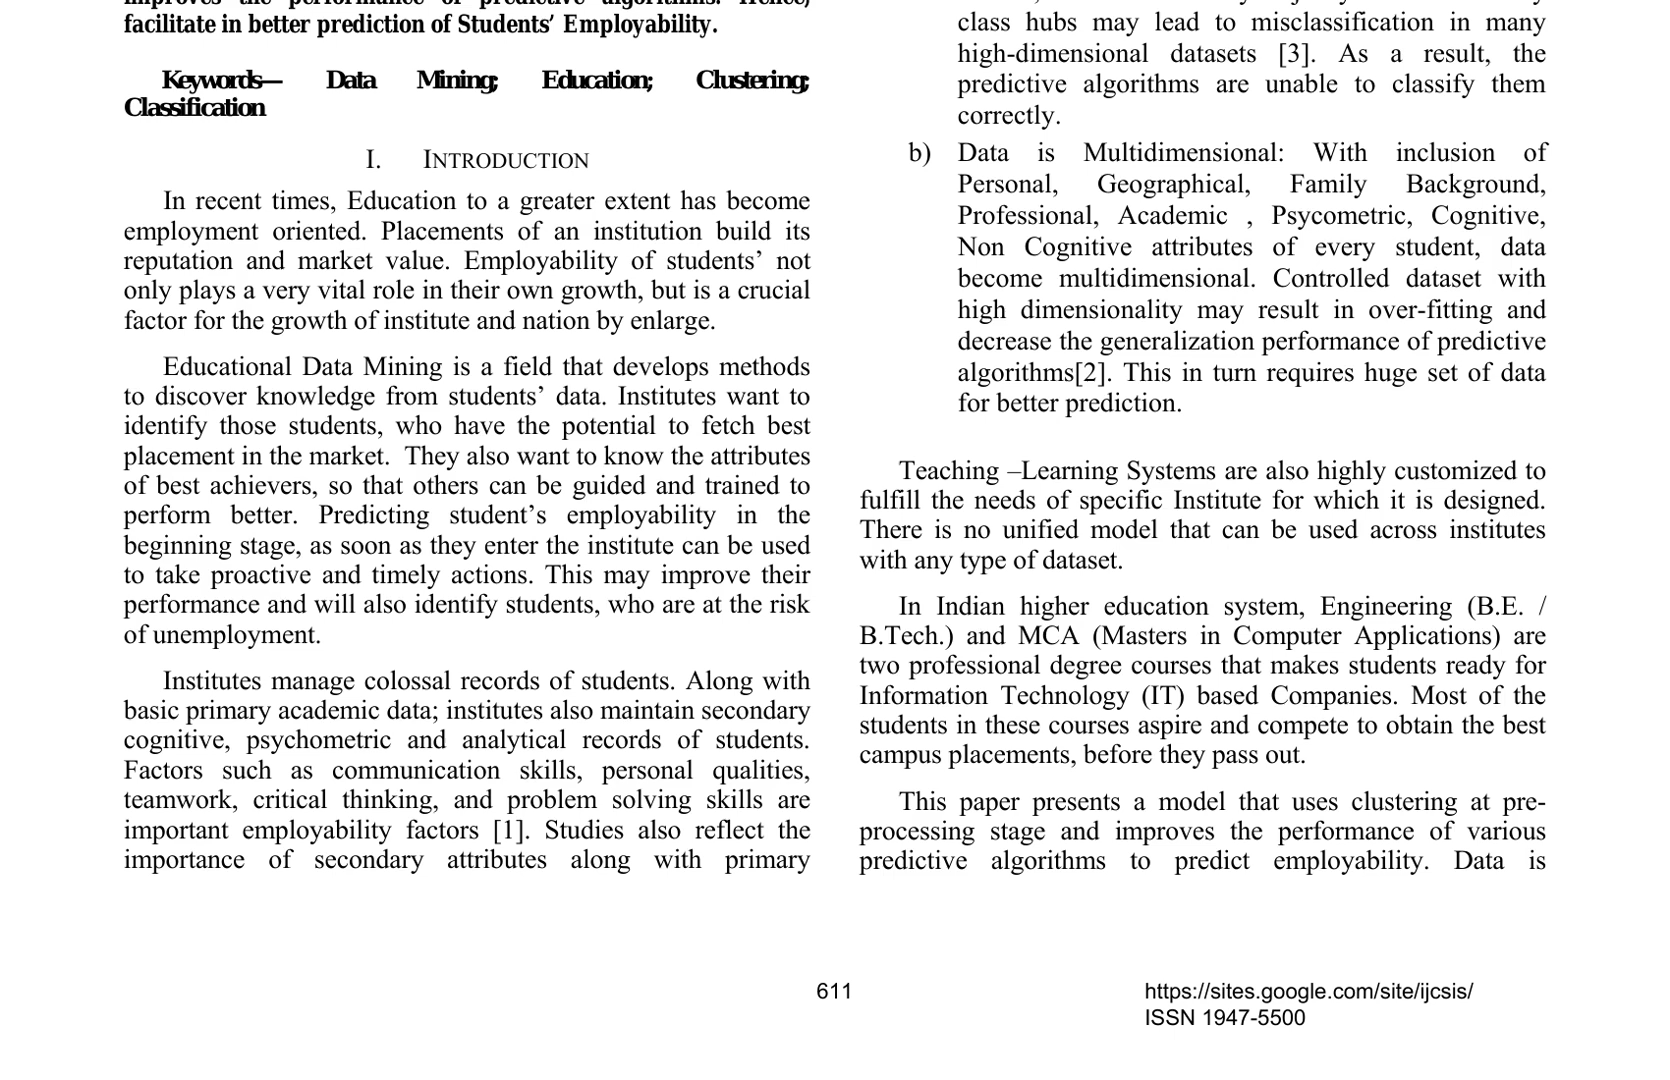 improves the performance of predictive algorithms. Hence,
facilitate in better prediction of Students’ Employability.
Keywords— Data Mining; Education; Clustering;
Classification
I. INTRODUCTION
In recent times, Education to a greater extent has become
employment oriented. Placements of an institution build its
reputation and market value. Employability of students’ not
only plays a very vital role in their own growth, but is a crucial
factor for the growth of institute and nation by enlarge.
Educational Data Mining is a field that develops methods
to discover knowledge from students’ data. Institutes want to
identify those students, who have the potential to fetch best
placement in the market. They also want to know the attributes
of best achievers, so that others can be guided and trained to
perform better. Predicting student’s employability in the
beginning stage, as soon as they enter the institute can be used
to take proactive and timely actions. This may improve their
performance and will also identify students, who are at the risk
of unemployment.
Institutes manage colossal records of students. Along with
basic primary academic data; institutes also maintain secondary
cognitive, psychometric and analytical records of students.
Factors such as communication skills, personal qualities,
teamwork, critical thinking, and problem solving skills are
important employability factors [1]. Studies also reflect the
importance of secondary attributes along with primary
class hubs may lead to misclassification in many
high-dimensional datasets [3]. As a result, the
predictive algorithms are unable to classify them
correctly.
b) Data is Multidimensional: With inclusion of
Personal, Geographical, Family Background,
Professional, Academic , Psycometric, Cognitive,
Non Cognitive attributes of every student, data
become multidimensional. Controlled dataset with
high dimensionality may result in over-fitting and
decrease the generalization performance of predictive
algorithms[2]. This in turn requires huge set of data
for better prediction.
Teaching –Learning Systems are also highly customized to
fulfill the needs of specific Institute for which it is designed.
There is no unified model that can be used across institutes
with any type of dataset.
In Indian higher education system, Engineering (B.E. /
B.Tech.) and MCA (Masters in Computer Applications) are
two professional degree courses that makes students ready for
Information Technology (IT) based Companies. Most of the
students in these courses aspire and compete to obtain the best
campus placements, before they pass out.
This paper presents a model that uses clustering at pre-
processing stage and improves the performance of various
predictive algorithms to predict employability. Data is
611
https://sites.google.com/site/ijcsis/
ISSN 1947-5500